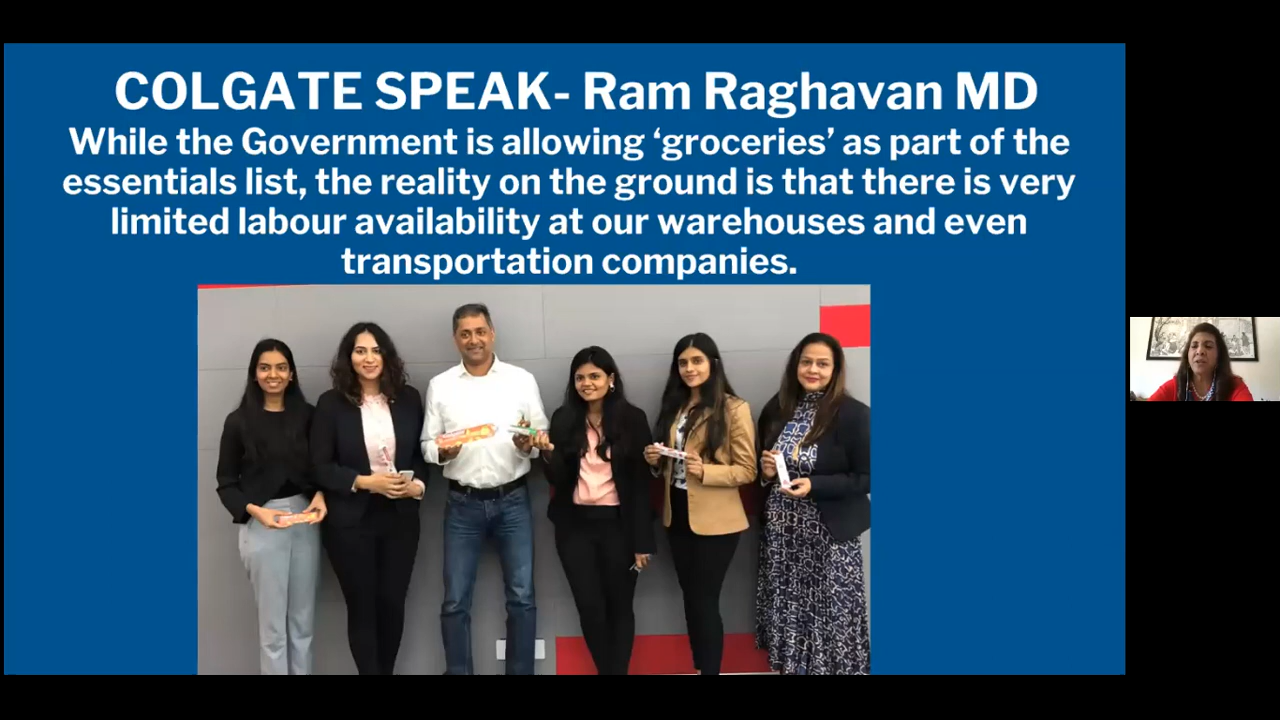 COLGATE SPEAK- Ram Raghavan MD
While the Government is allowing ‘groceries’ as part of the
essentials list, the reality on the ground is that there is very
limited labour availability at our warehouses and even
transportation companies.